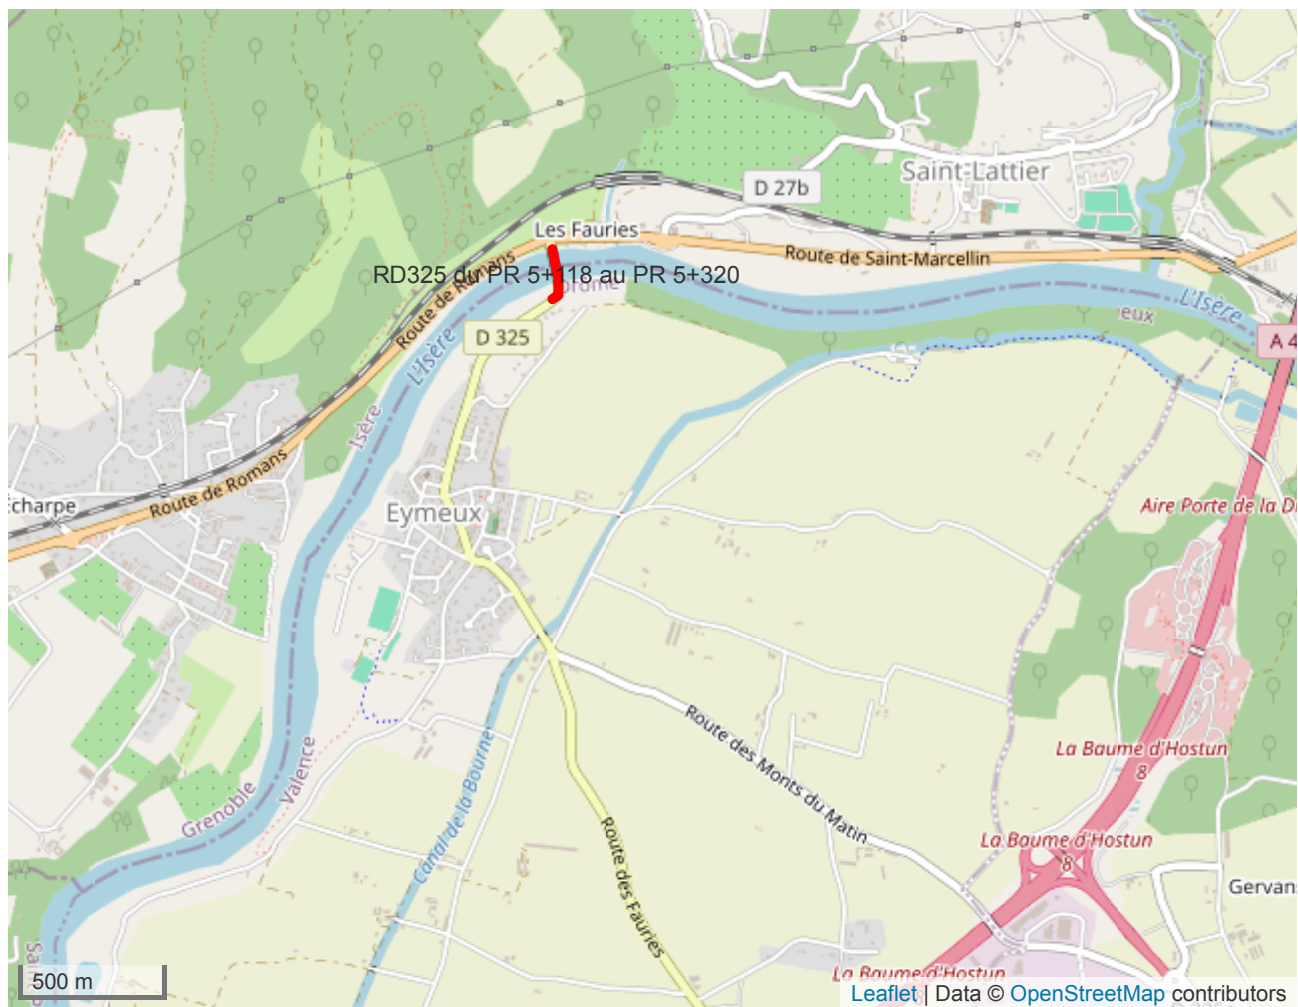 Saint-Lattier
D 27b
Les Fauries
Route de Saint-Marcellin
Route de Romans
RD325 du PR 5+118 au PR 5+320
Drôme
L'Isère
L'Isère
eux
D 325
A 4
Isère
Route de Romans
charpe
Eymeux
Aire Porte de la D
Route des Monts du Matin
La Baume d'Hostun
8
Valence
Grenoble
Canal de la Bourne
La Baume d'Hostun
8
Route des Fauries
Gervans
La Baume d'Hostun
500 m
Leaflet | Data © OpenStreetMap contributors